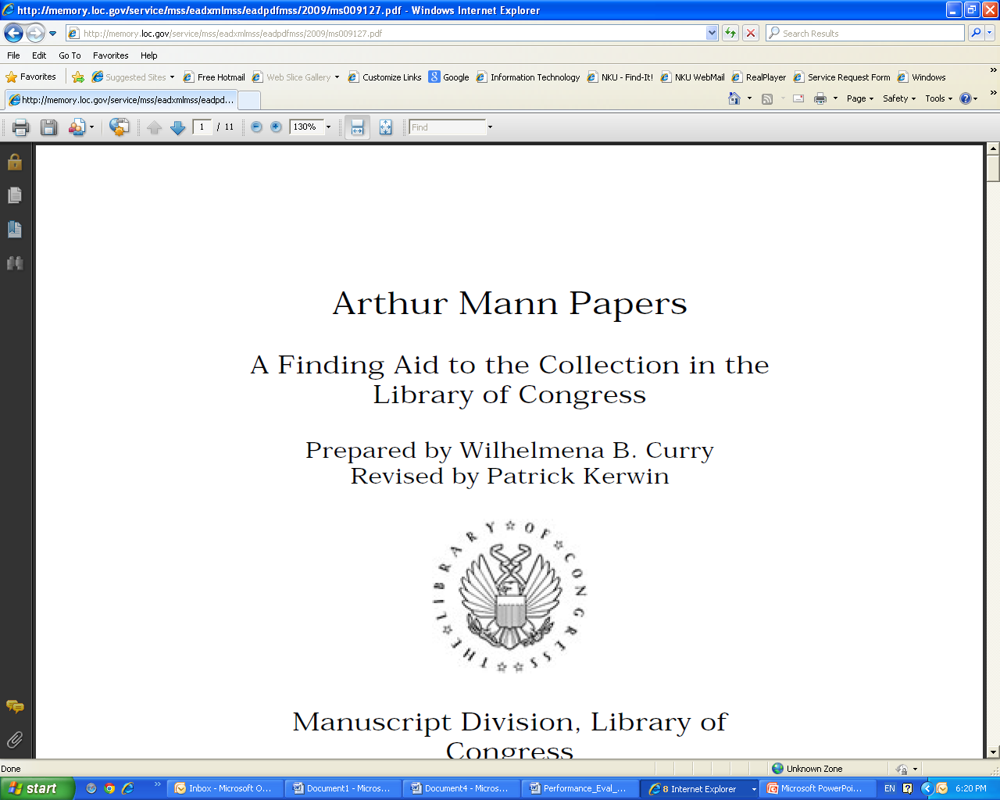 http://memory.loc.gov/service/mss/eadxmlmss/eadpdfmss/2009/ms009127.pdf - Windows Internet Explorer
http://memory.loc.gov/service/mss/eadxmlmss/eadpdfmss/2009/ms009127.pdf
Search Results
File Edit Go To Favorites Help
Favorites Suggested Sites Free Hotmail Web Slice Gallery Customize Links Google Information Technology NKU - Find-It! NKU WebMail RealPlayer Service Request Form Windows
http://memory.loc.gov/service/mss/eadxmlmss/eadpd... Page Safety Tools
1 / 11 130% Find
Arthur Mann Papers
A Finding Aid to the Collection in the
Library of Congress
Prepared by Wilhelmena B. Curry
Revised by Patrick Kerwin
THE LIBRARY OF CONGRESS
Manuscript Division, Library of
Congress
Done Unknown Zone
start Inbox - Microsoft O... Document1 - Micros... Document4 - Micros... Performance_Eval_... 8 Internet Explorer Microsoft PowerPoi... EN 6:20 PM